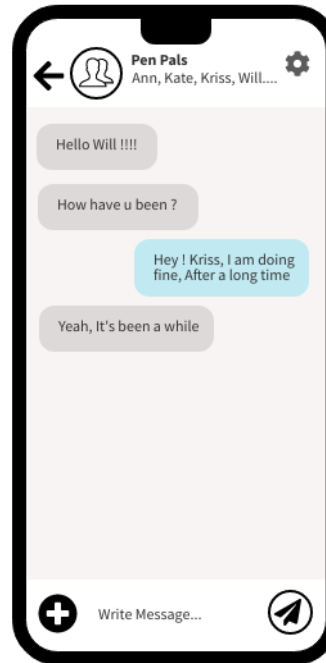 Pen Pals
Ann, Kate, Kriss, Will....
Hello Will !!!!
How have u been ?
Hey ! Kriss, I am doing
fine, After a long time
Yeah, It's been a while
Write Message...